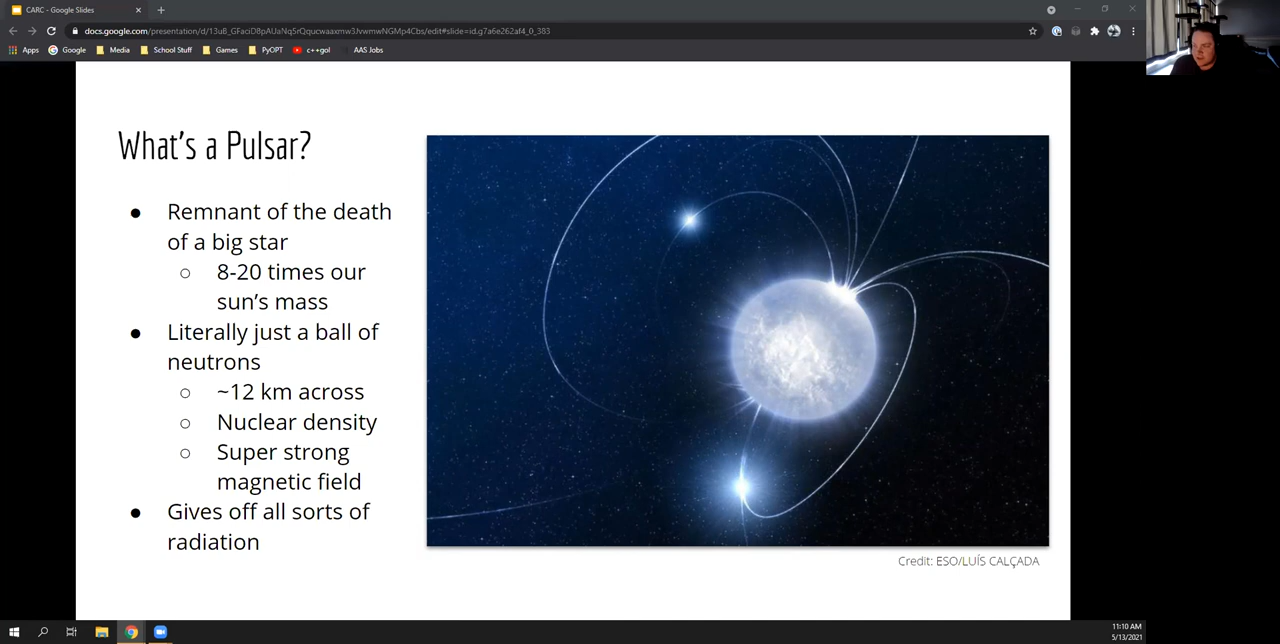 CARC - Google Slides
Apps Google Media School Stuff Games PyOPT c++gol AAS Jobs
What's a Pulsar?
● Remnant of the death
of a big star
○ 8-20 times our
sun's mass
● Literally just a ball of
neutrons
○ ~12 km across
○ Nuclear density
○ Super strong
magnetic field
● Gives off all sorts of
radiation
Credit: ESO/LUÍS CALÇADA
11:10 AM
5/13/2021